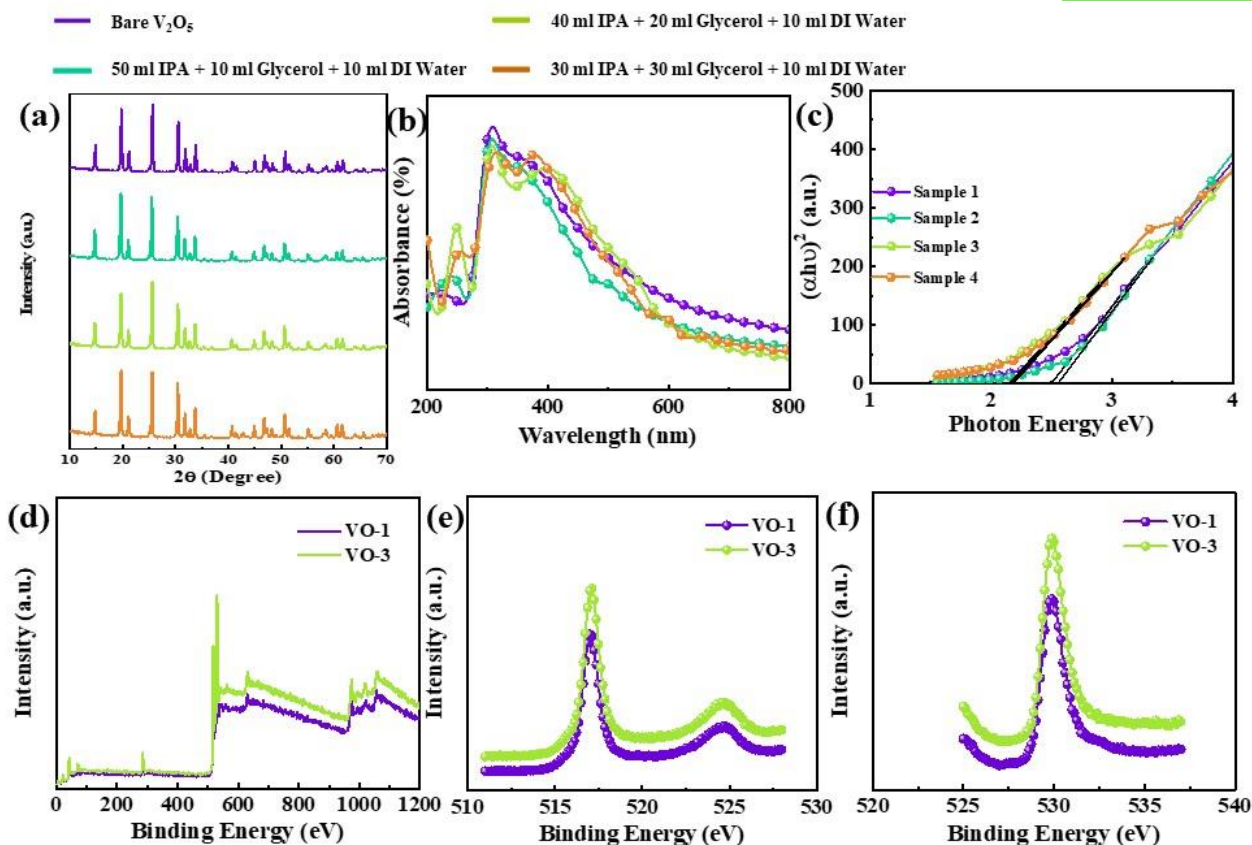 Bare V₂O₅
40 ml IPA + 20 ml Glycerol + 10 ml DI Water
50 ml IPA + 10 ml Glycerol + 10 ml DI Water
30 ml IPA + 30 ml Glycerol + 10 ml DI Water
(a)
Intensity (a.u.)
10 20 30 40 50 60 70
2θ (Degree)
(b)
Absorbance (%)
200 400 600 800
Wavelength (nm)
(c)
500
400
300
200
100
0
(αhυ)² (a.u.)
Sample 1
Sample 2
Sample 3
Sample 4
1 2 3 4
Photon Energy (eV)
(d)
VO-1
VO-3
Intensity (a.u.)
0 200 400 600 800 1000 1200
Binding Energy (eV)
(e)
VO-1
VO-3
Intensity (a.u.)
510 515 520 525 530
Binding Energy (eV)
(f)
VO-1
VO-3
Intensity (a.u.)
520 525 530 535 540
Binding Energy (eV)